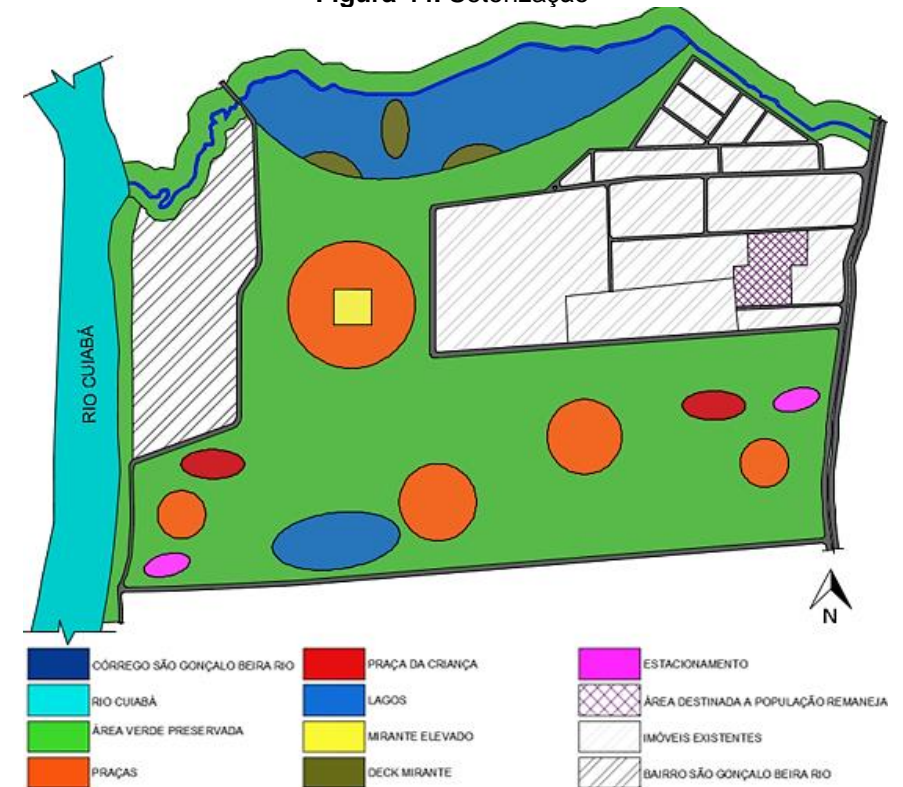 RIO CUIABÁ
N
CÓRREGO SÃO GONÇALO BEIRA RIO
RIO CUIABÁ
ÁREA VERDE PRESERVADA
PRAÇAS
PRAÇA DA CRIANÇA
LAGOS
MIRANTE ELEVADO
DECK MIRANTE
ESTACIONAMENTO
ÁREA DESTINADA A POPULAÇÃO REMANEJA
IMÓVEIS EXISTENTES
BAIRRO SÃO GONÇALO BEIRA RIO